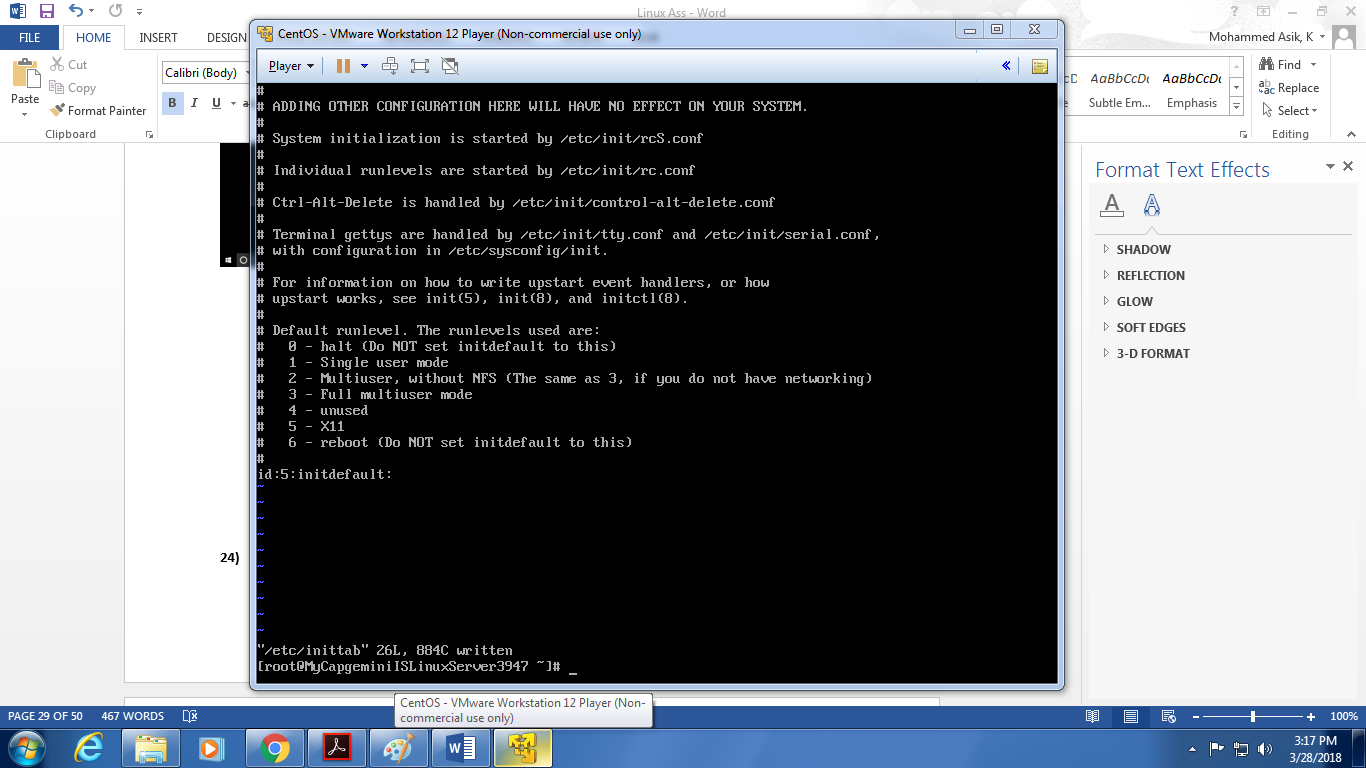 Linux Ass - Word
FILE
HOME
INSERT
DESIGN
Mohammed Asik, K
Paste
Cut
Copy
Format Painter
Clipboard
Calibri (Body)
B I U
AaBbCcDc
AaBbCcDc
Subtle Em...
Emphasis
Find
Replace
Select
Editing
CentOS - VMware Workstation 12 Player (Non-commercial use only)
Player
#
# ADDING OTHER CONFIGURATION HERE WILL HAVE NO EFFECT ON YOUR SYSTEM.
#
# System initialization is started by /etc/init/rcS.conf
#
# Individual runlevels are started by /etc/init/rc.conf
#
# Ctrl-Alt-Delete is handled by /etc/init/control-alt-delete.conf
#
# Terminal gettys are handled by /etc/init/tty.conf and /etc/init/serial.conf,
# with configuration in /etc/sysconfig/init.
#
# For information on how to write upstart event handlers, or how
# upstart works, see init(5), init(8), and initctl(8).
#
# Default runlevel. The runlevels used are:
#   0 - halt (Do NOT set initdefault to this)
#   1 - Single user mode
#   2 - Multiuser, without NFS (The same as 3, if you do not have networking)
#   3 - Full multiuser mode
#   4 - unused
#   5 - X11
#   6 - reboot (Do NOT set initdefault to this)
#
id:5:initdefault:
~
~
~
~
~
~
~
~
~
~
"/etc/inittab" 26L, 884C written
[root@MyCapgeminiISLinuxServer3947 ~]# _
24)
Format Text Effects
SHADOW
REFLECTION
GLOW
SOFT EDGES
3-D FORMAT
CentOS - VMware Workstation 12 Player (Non-
commercial use only)
PAGE 29 OF 50
467 WORDS
100%
3:17 PM
3/28/2018